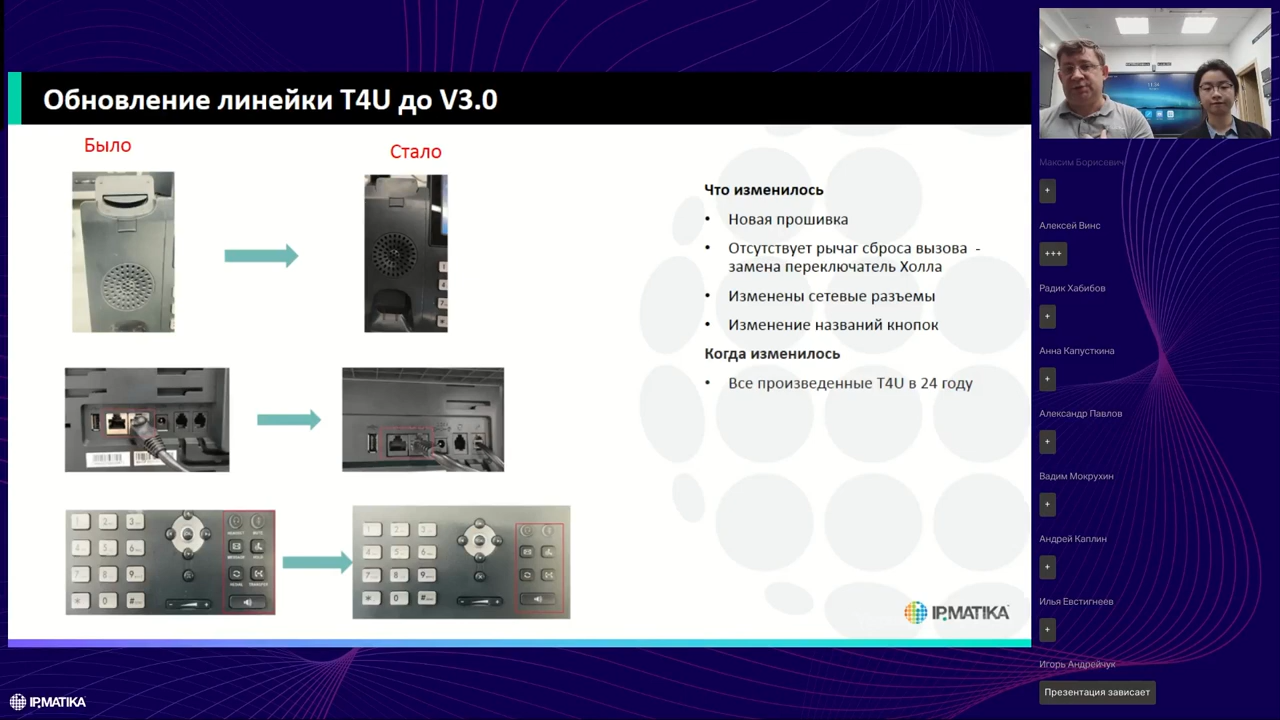 Обновление линейки T4U до V3.0
Было
Стало
Что изменилось
• Новая прошивка
• Отсутствует рычаг сброса вызова -
замена переключатель Холла
• Изменены сетевые разъемы
• Изменение названий кнопок
Когда изменилось
• Все произведенные T4U в 24 году
IP.MATIKA
IP.MATIKA
Максим Борисевич
+
Алексей Винс
+++
Радик Хабибов
+
Анна Капусткина
+
Александр Павлов
+
Вадим Мокрухин
+
Андрей Каплин
+
Илья Евстигнеев
+
Игорь Андрейчук
Презентация зависает